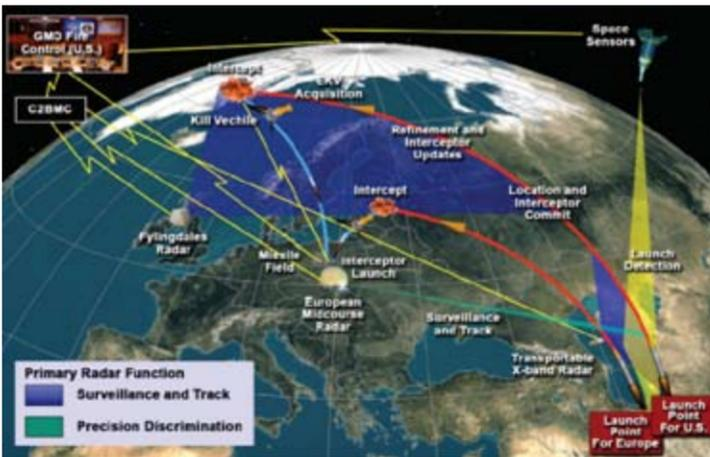 GMD Fire
Control (U.S.)
Space
Sensors
Intercept
EKV
Acquisition
C2BMC
Kill Vechile
Refinement and
Interceptor
Updates
Intercept
Location and
Interceptor
Commit
Fylingdales
Radar
Missile
Field
Interceptor
Launch
Launch
Detection
European
Midcourse
Radar
Surveillance
and Track
Transportable
X-band Radar
Primary Radar Function
Surveillance and Track
Precision Discrimination
Launch
Point
For Europe
Launch
Point
For U.S.